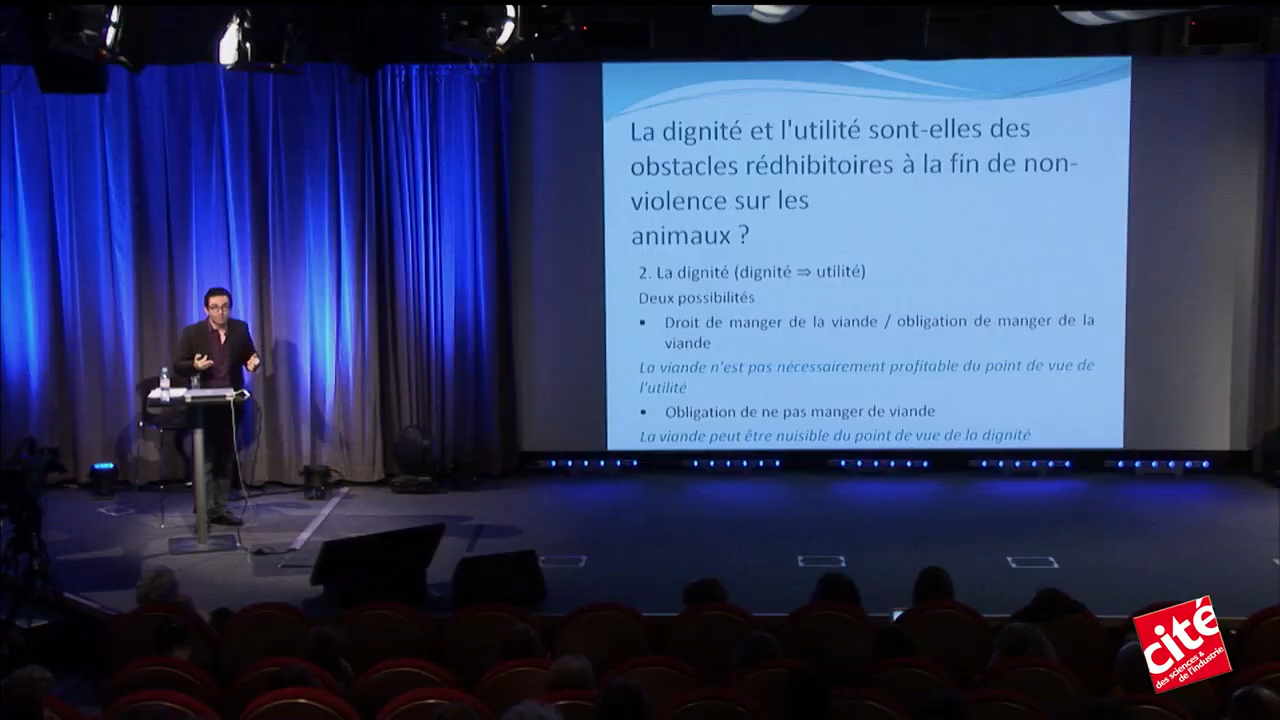 La dignité et l'utilité sont-elles des
obstacles rédhibitoires à la fin de non-
violence sur les
animaux ?
2. La dignité (dignité ⇒ utilité)
Deux possibilités
▪ Droit de manger de la viande / obligation de manger de la
viande
La viande n'est pas nécessairement profitable du point de vue de
l'utilité
▪ Obligation de ne pas manger de viande
La viande peut être nuisible du point de vue de la dignité
cité
des sciences &
de l'industrie